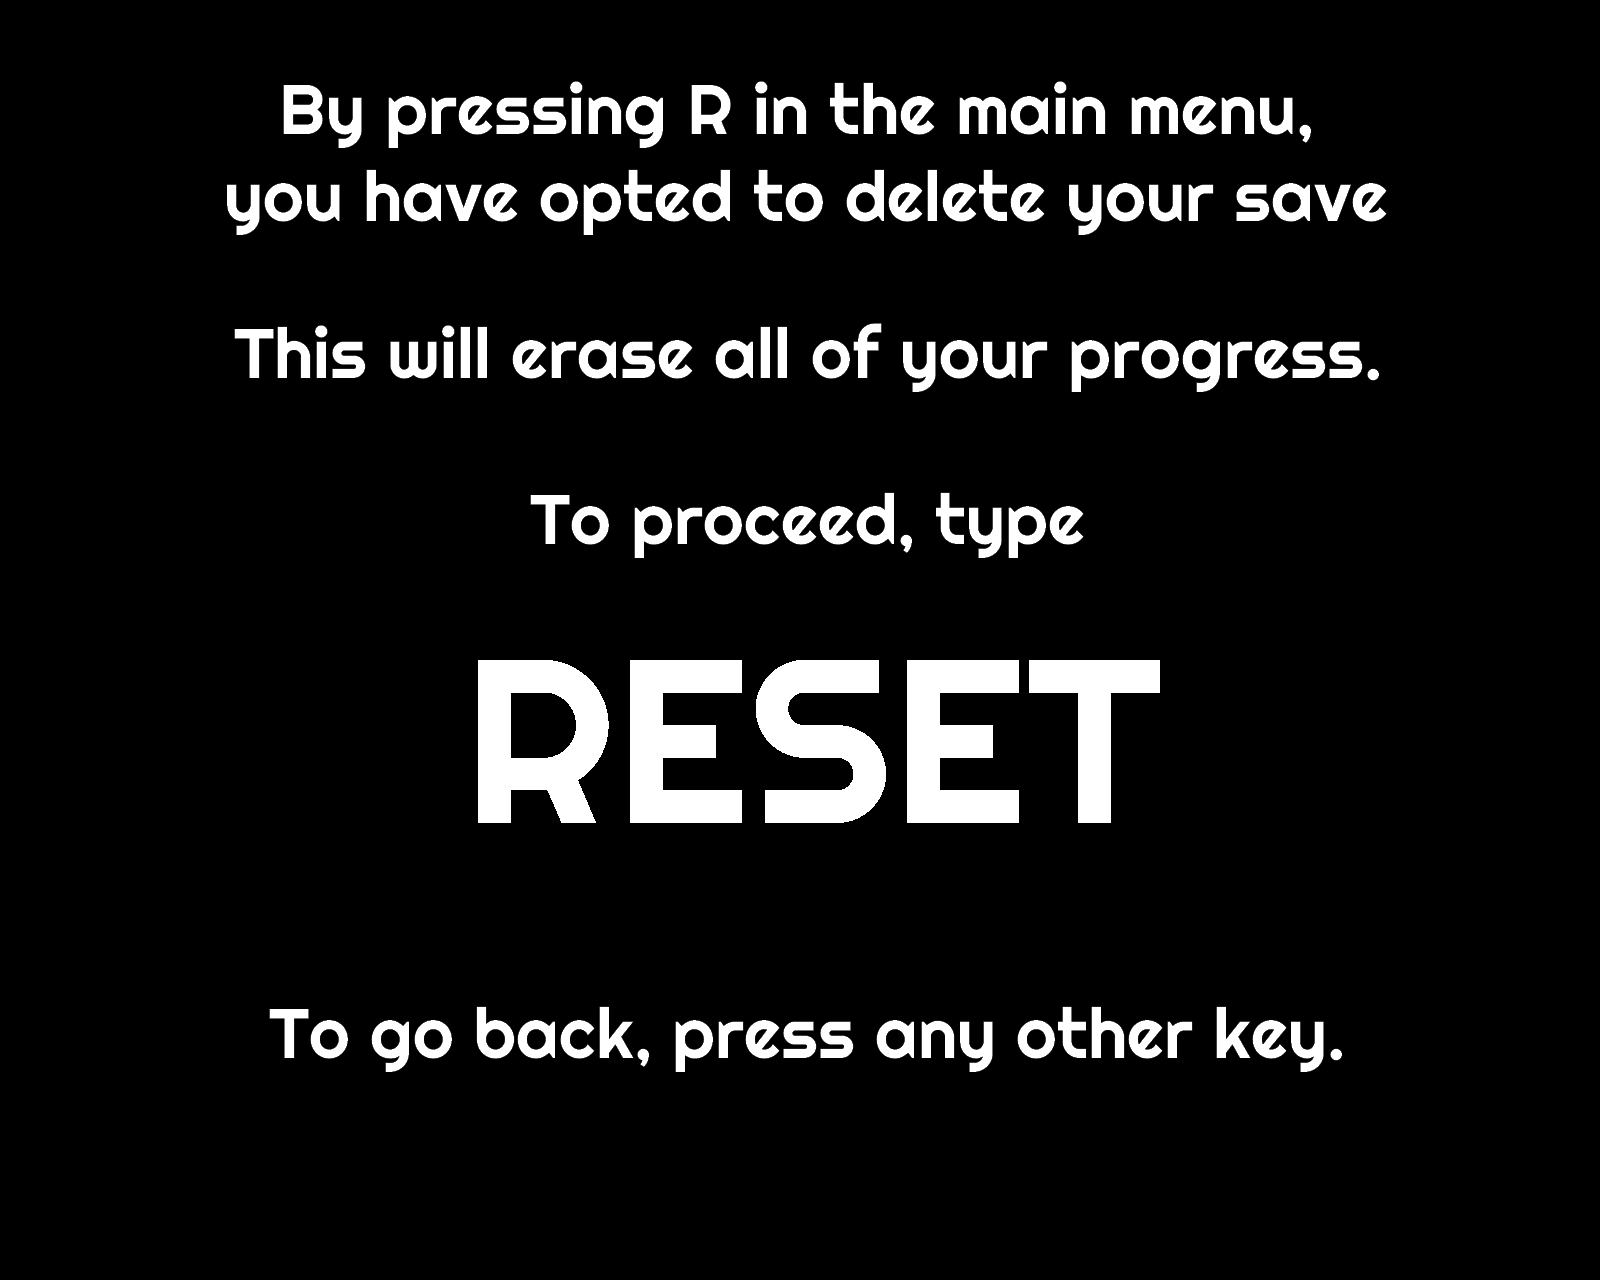 By pressing R in the main menu,
you have opted to delete your save
This will erase all of your progress.
To proceed, type
RESET
To go back, press any other key.